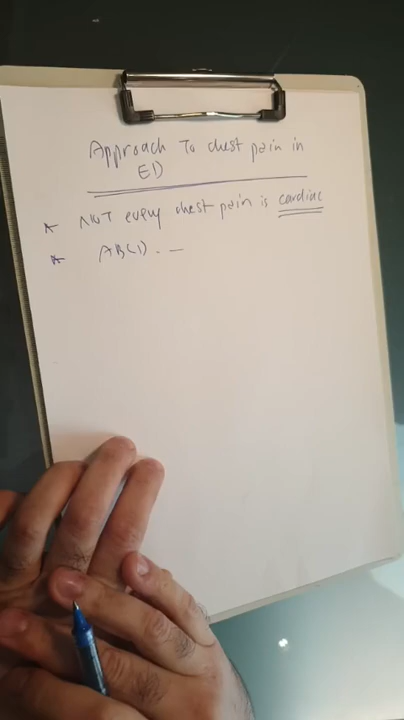 Approach To chest pain in
ED
* NOT every chest pain is cardiac
* ABCD. —